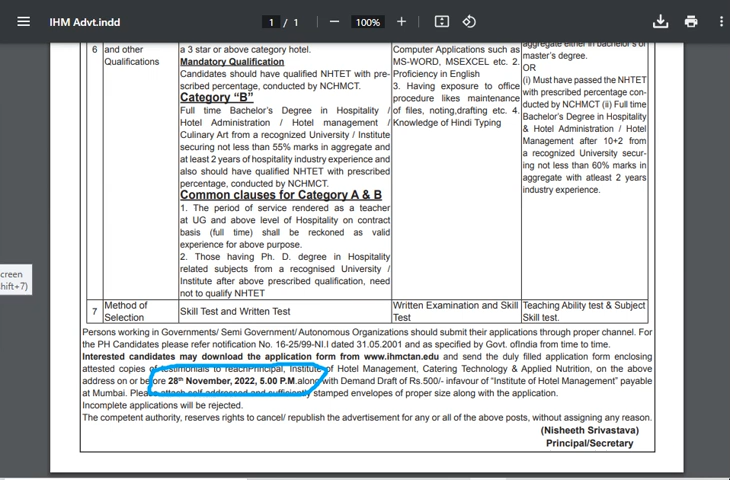 IHM Advt.indd
1 / 1
100%
creen
hift+7)
6
and other
Qualifications
a 3 star or above category hotel.
Mandatory Qualification
Candidates should have qualified NHTET with pre-
scribed percentage, conducted by NCHMCT.
Category “B”
Full time Bachelor's Degree in Hospitality /
Hotel Administration / Hotel management /
Culinary Art from a recognized University / Institute
securing not less than 55% marks in aggregate and
at least 2 years of hospitality industry experience and
also should have qualified NHTET with prescribed
percentage, conducted by NCHMCT.
Common clauses for Category A & B
1. The period of service rendered as a teacher
at UG and above level of Hospitality on contract
basis (full time) shall be reckoned as valid
experience for above purpose.
2. Those having Ph. D. degree in Hospitality
related subjects from a recognised University /
Institute after above prescribed qualification, need
not to qualify NHTET
Computer Applications such as
MS-WORD, MSEXCEL etc. 2.
Proficiency in English
3. Having exposure to office
procedure likes maintenance
of files, noting,drafting etc. 4.
Knowledge of Hindi Typing
aggregate either in bachelor's or
master's degree.
OR
(i) Must have passed the NHTET
with prescribed percentage con-
ducted by NCHMCT (ii) Full time
Bachelor's Degree in Hospitality
& Hotel Administration / Hotel
Management after 10+2 from
a recognized University secur-
ing not less than 60% marks in
aggregate with atleast 2 years
industry experience.
7
Method of
Selection
Skill Test and Written Test
Written Examination and Skill
Test
Teaching Ability test & Subject
Skill test.
Persons working in Governments/ Semi Government/ Autonomous Organizations should submit their applications through proper channel. For
the PH Candidates please refer notification No. 16-25/99-NI.I dated 31.05.2001 and as specified by Govt. ofIndia from time to time.
Interested candidates may download the application form from www.ihmctan.edu and send the duly filled application form enclosing
attested copies of testimonials to reachPrincipal, Institute of Hotel Management, Catering Technology & Applied Nutrition, on the above
address on or before 28th November, 2022, 5.00 P.M.along with Demand Draft of Rs.500/- infavour of “Institute of Hotel Management” payable
at Mumbai. Please attach self addressed and sufficiently stamped envelopes of proper size along with the application.
Incomplete applications will be rejected.
The competent authority, reserves rights to cancel/ republish the advertisement for any or all of the above posts, without assigning any reason.
(Nisheeth Srivastava)
Principal/Secretary